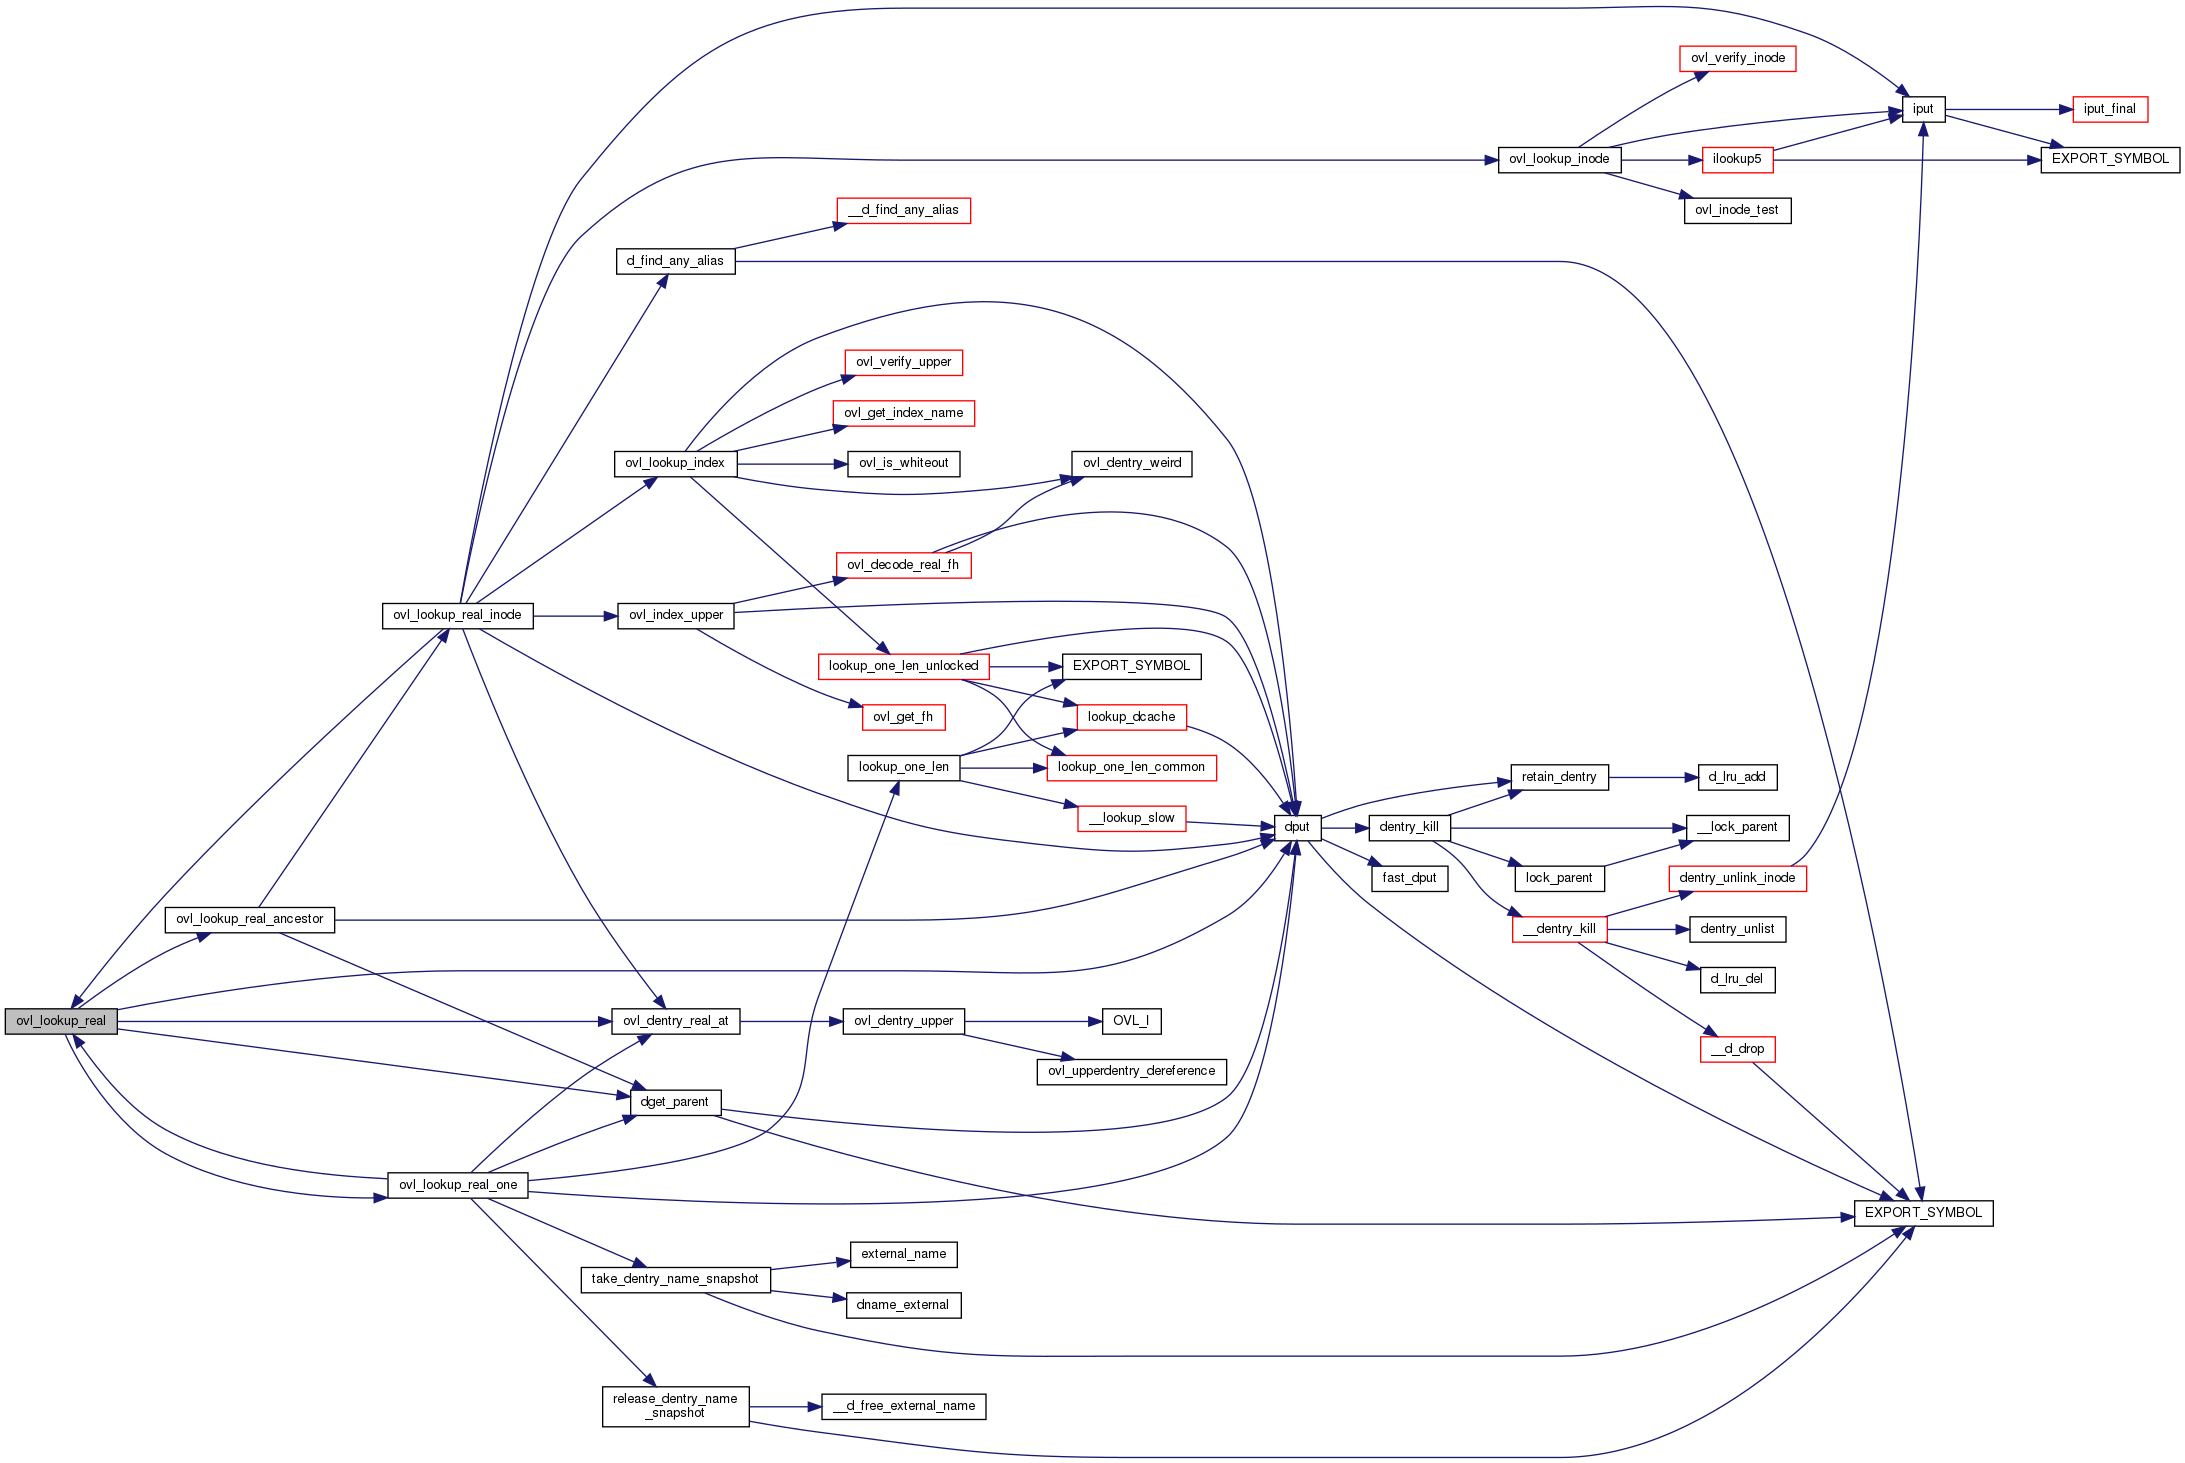 ovl_verify_inode
iput
iput_final
ovl_lookup_inode
ilookup5
EXPORT_SYMBOL
__d_find_any_alias
ovl_inode_test
d_find_any_alias
ovl_verify_upper
ovl_get_index_name
ovl_lookup_index
ovl_is_whiteout
ovl_dentry_weird
ovl_decode_real_fh
ovl_lookup_real_inode
ovl_index_upper
lookup_one_len_unlocked
EXPORT_SYMBOL
ovl_get_fh
lookup_dcache
lookup_one_len
lookup_one_len_common
retain_dentry
d_lru_add
__lookup_slow
dput
dentry_kill
__lock_parent
fast_dput
lock_parent
dentry_unlink_inode
ovl_lookup_real_ancestor
__dentry_kill
dentry_unlist
d_lru_del
ovl_lookup_real
ovl_dentry_real_at
ovl_dentry_upper
OVL_I
__d_drop
ovl_upperdentry_dereference
dget_parent
ovl_lookup_real_one
EXPORT_SYMBOL
external_name
take_dentry_name_snapshot
dname_external
release_dentry_name
_snapshot
__d_free_external_name